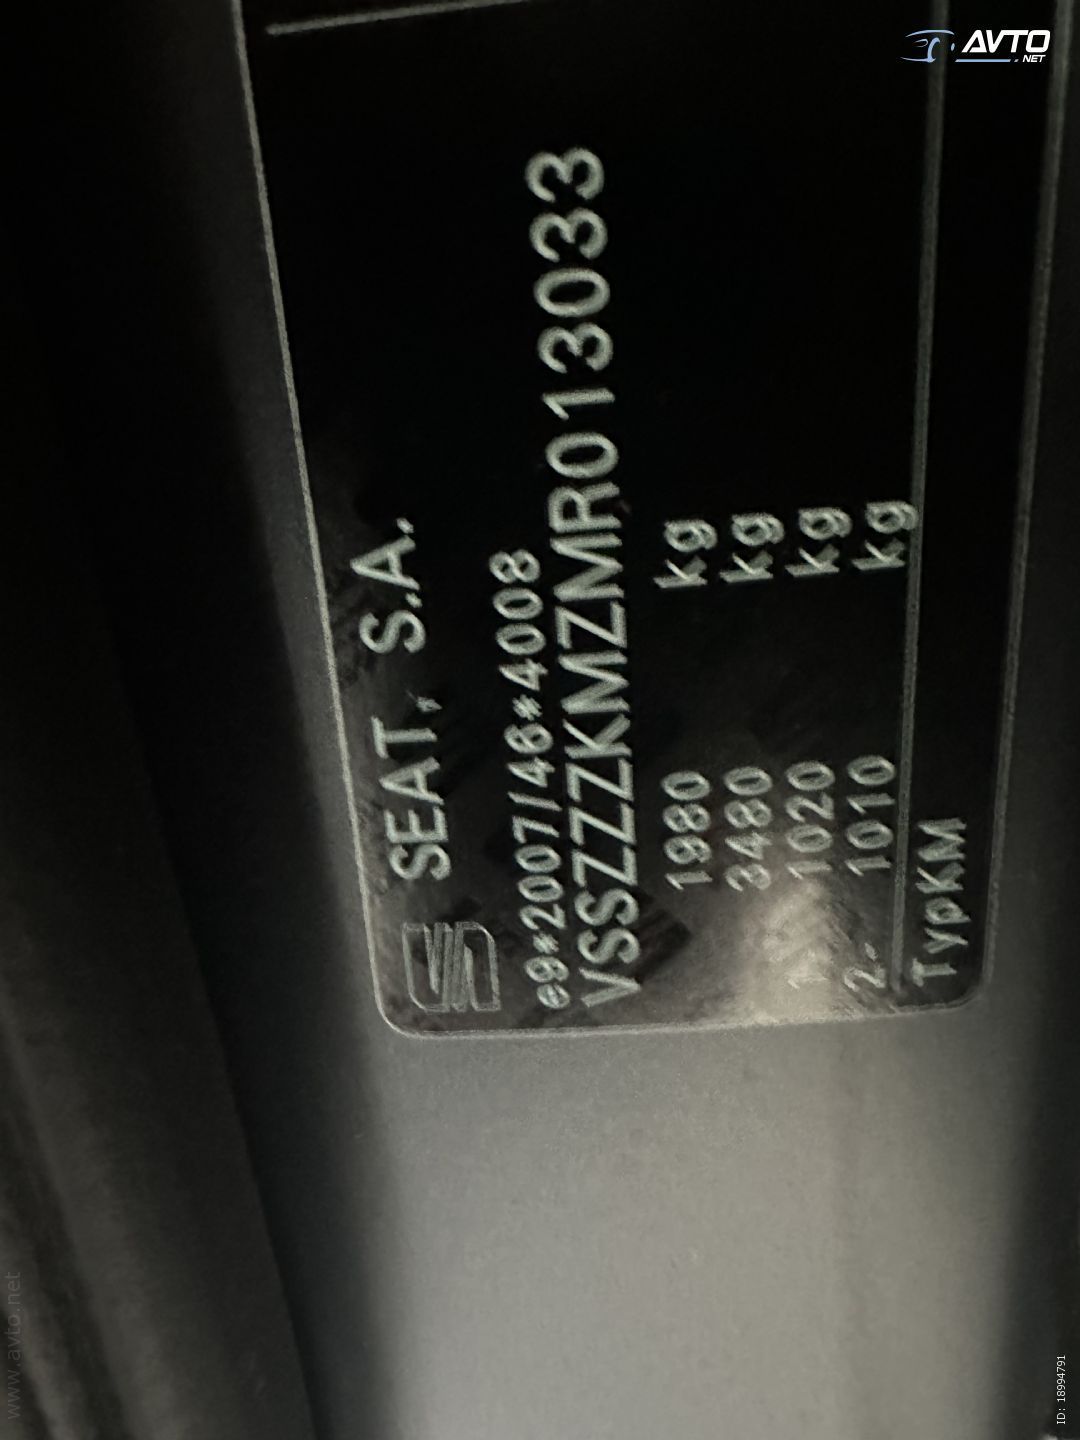 SEAT, S.A.
e9*2007/46*4008
VSSZZZKMZMR013033
1980 kg
3480 kg
1- 1020 kg
2- 1010 kg
TypKM
AVTO
.NET
www.avto.net
ID: 18994791